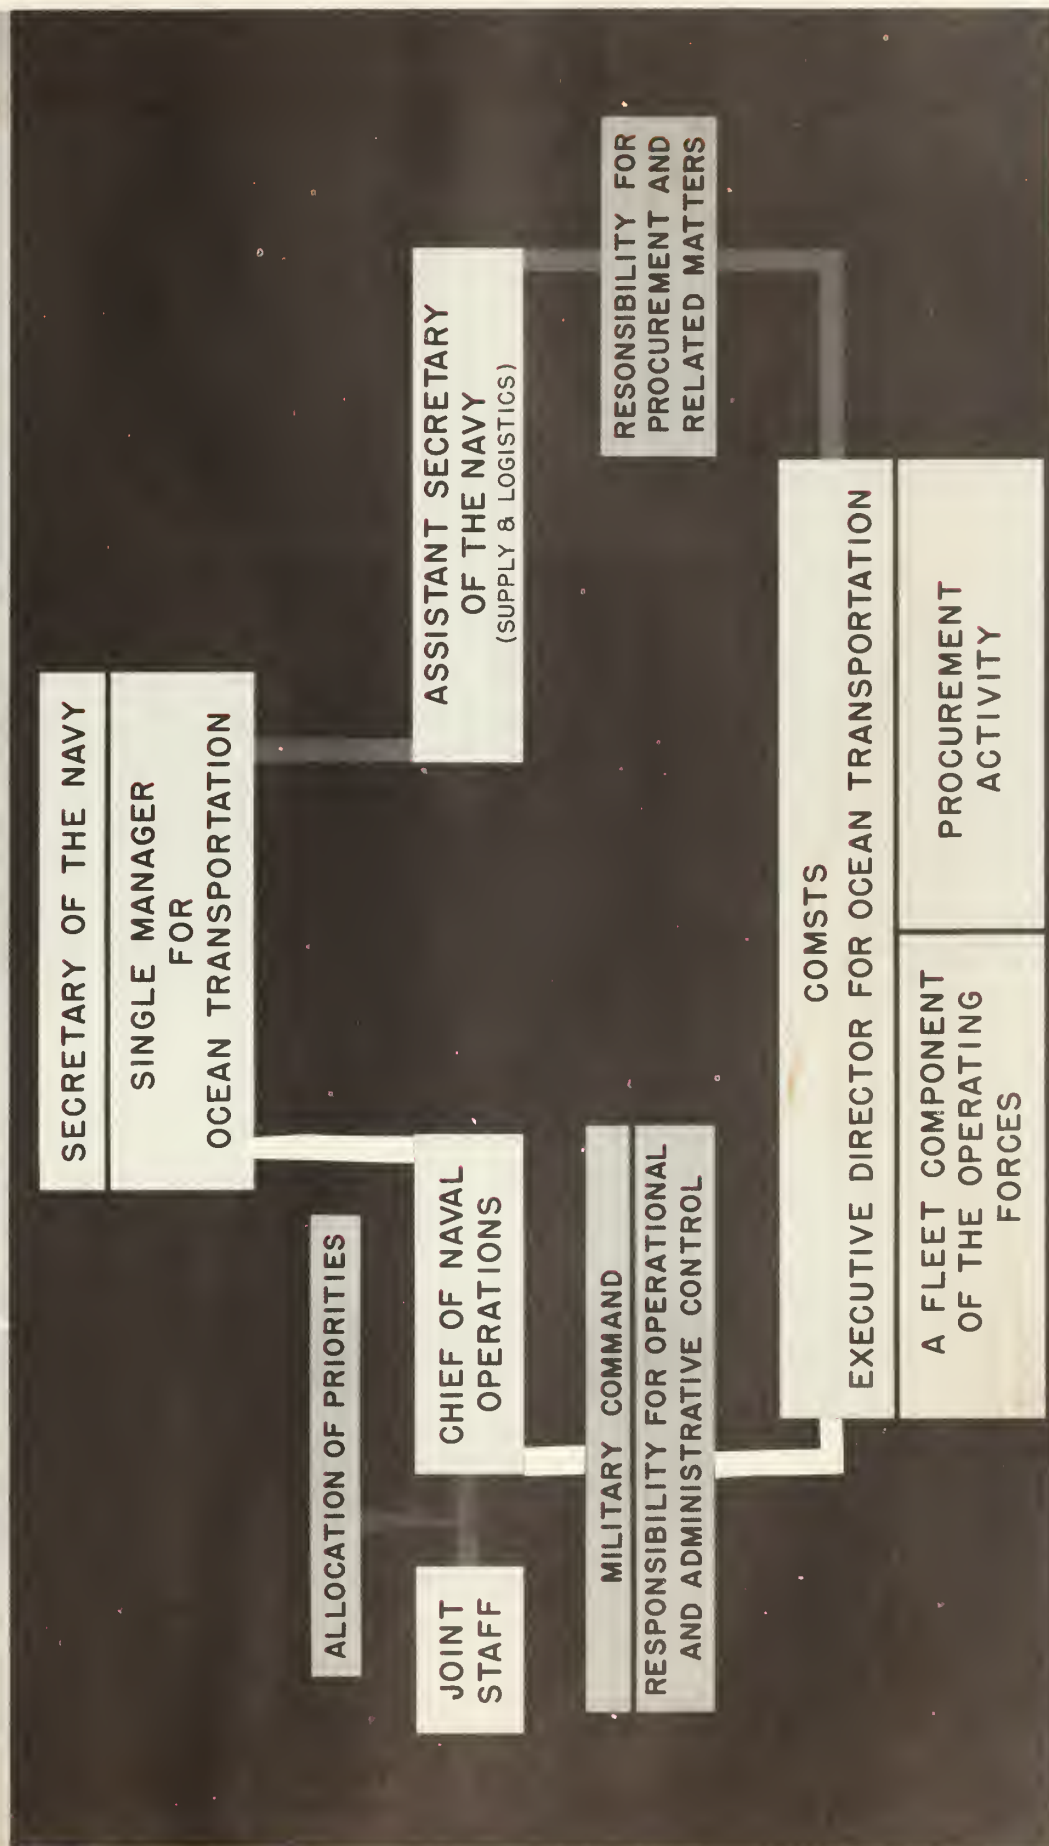 SECRETARY OF THE NAVY
SINGLE MANAGER
FOR
OCEAN TRANSPORTATION
ALLOCATION OF PRIORITIES
JOINT
STAFF
CHIEF OF NAVAL
OPERATIONS
ASSISTANT SECRETARY
OF THE NAVY
(SUPPLY & LOGISTICS)
MILITARY COMMAND
RESPONSIBILITY FOR OPERATIONAL
AND ADMINISTRATIVE CONTROL
RESONSIBILITY FOR
PROCUREMENT AND
RELATED MATTERS
COMSTS
EXECUTIVE DIRECTOR FOR OCEAN TRANSPORTATION
A FLEET COMPONENT
OF THE OPERATING
FORCES
PROCUREMENT
ACTIVITY